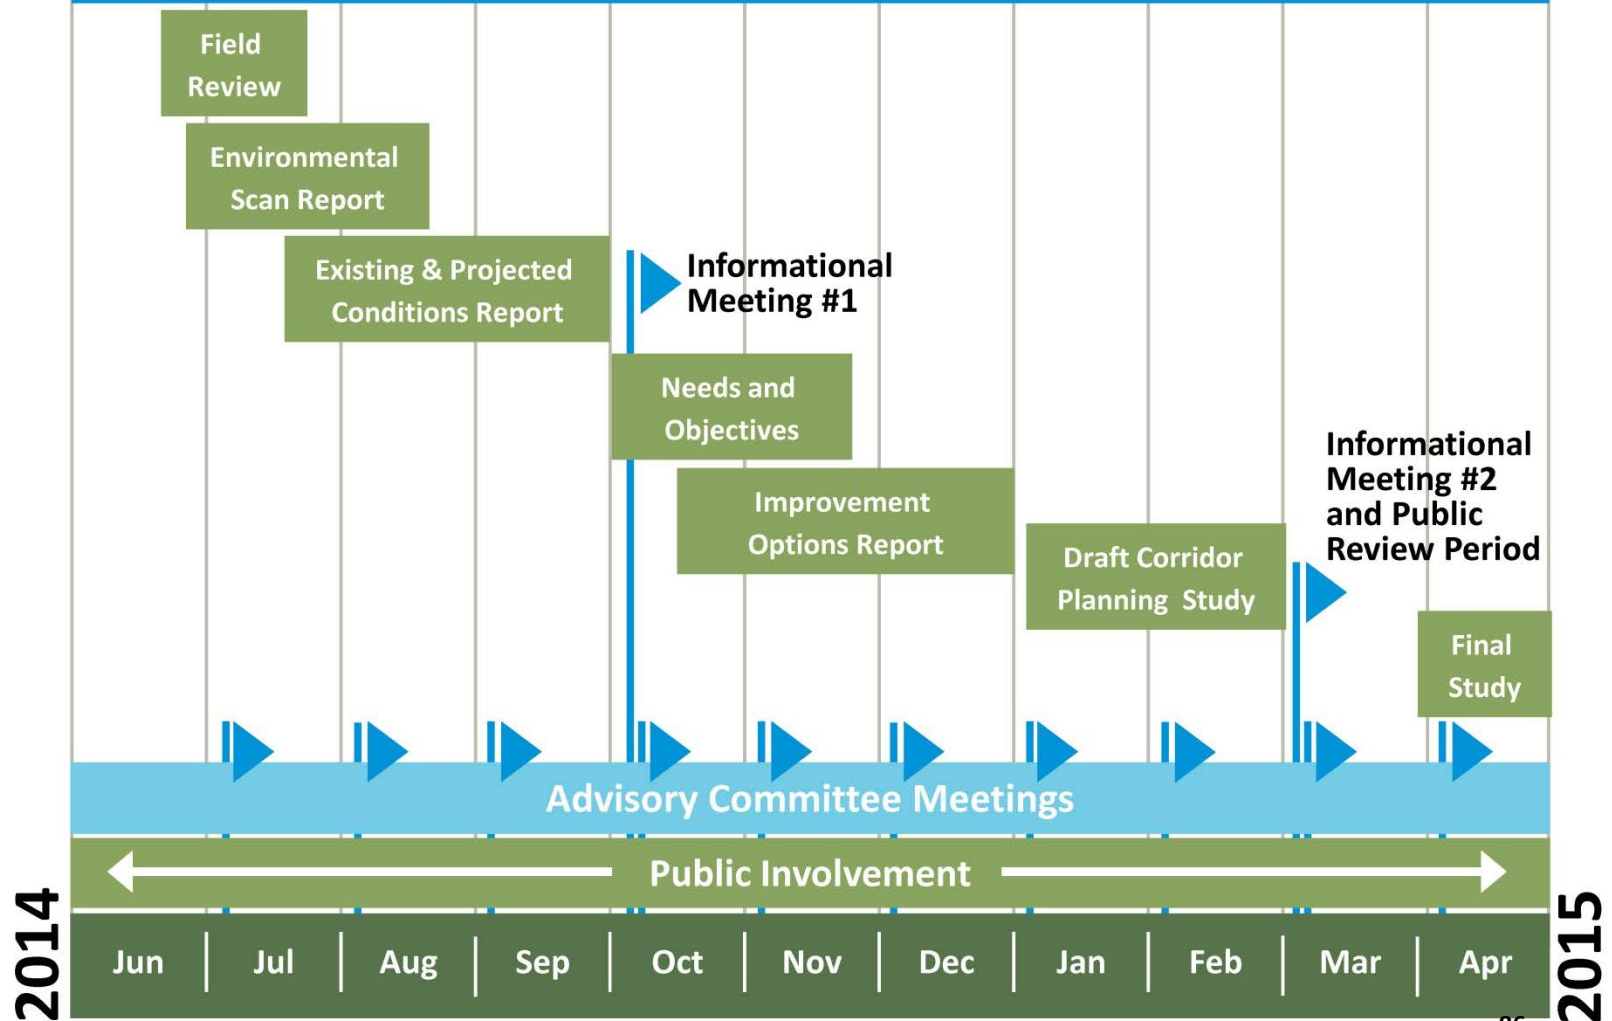 Field
Review
Environmental
Scan Report
Existing & Projected
Conditions Report
Informational
Meeting #1
Needs and
Objectives
Improvement
Options Report
Informational
Meeting #2
and Public
Review Period
Draft Corridor
Planning Study
Final
Study
Advisory Committee Meetings
Public Involvement
2014
Jun Jul Aug Sep Oct Nov Dec Jan Feb Mar Apr
2015